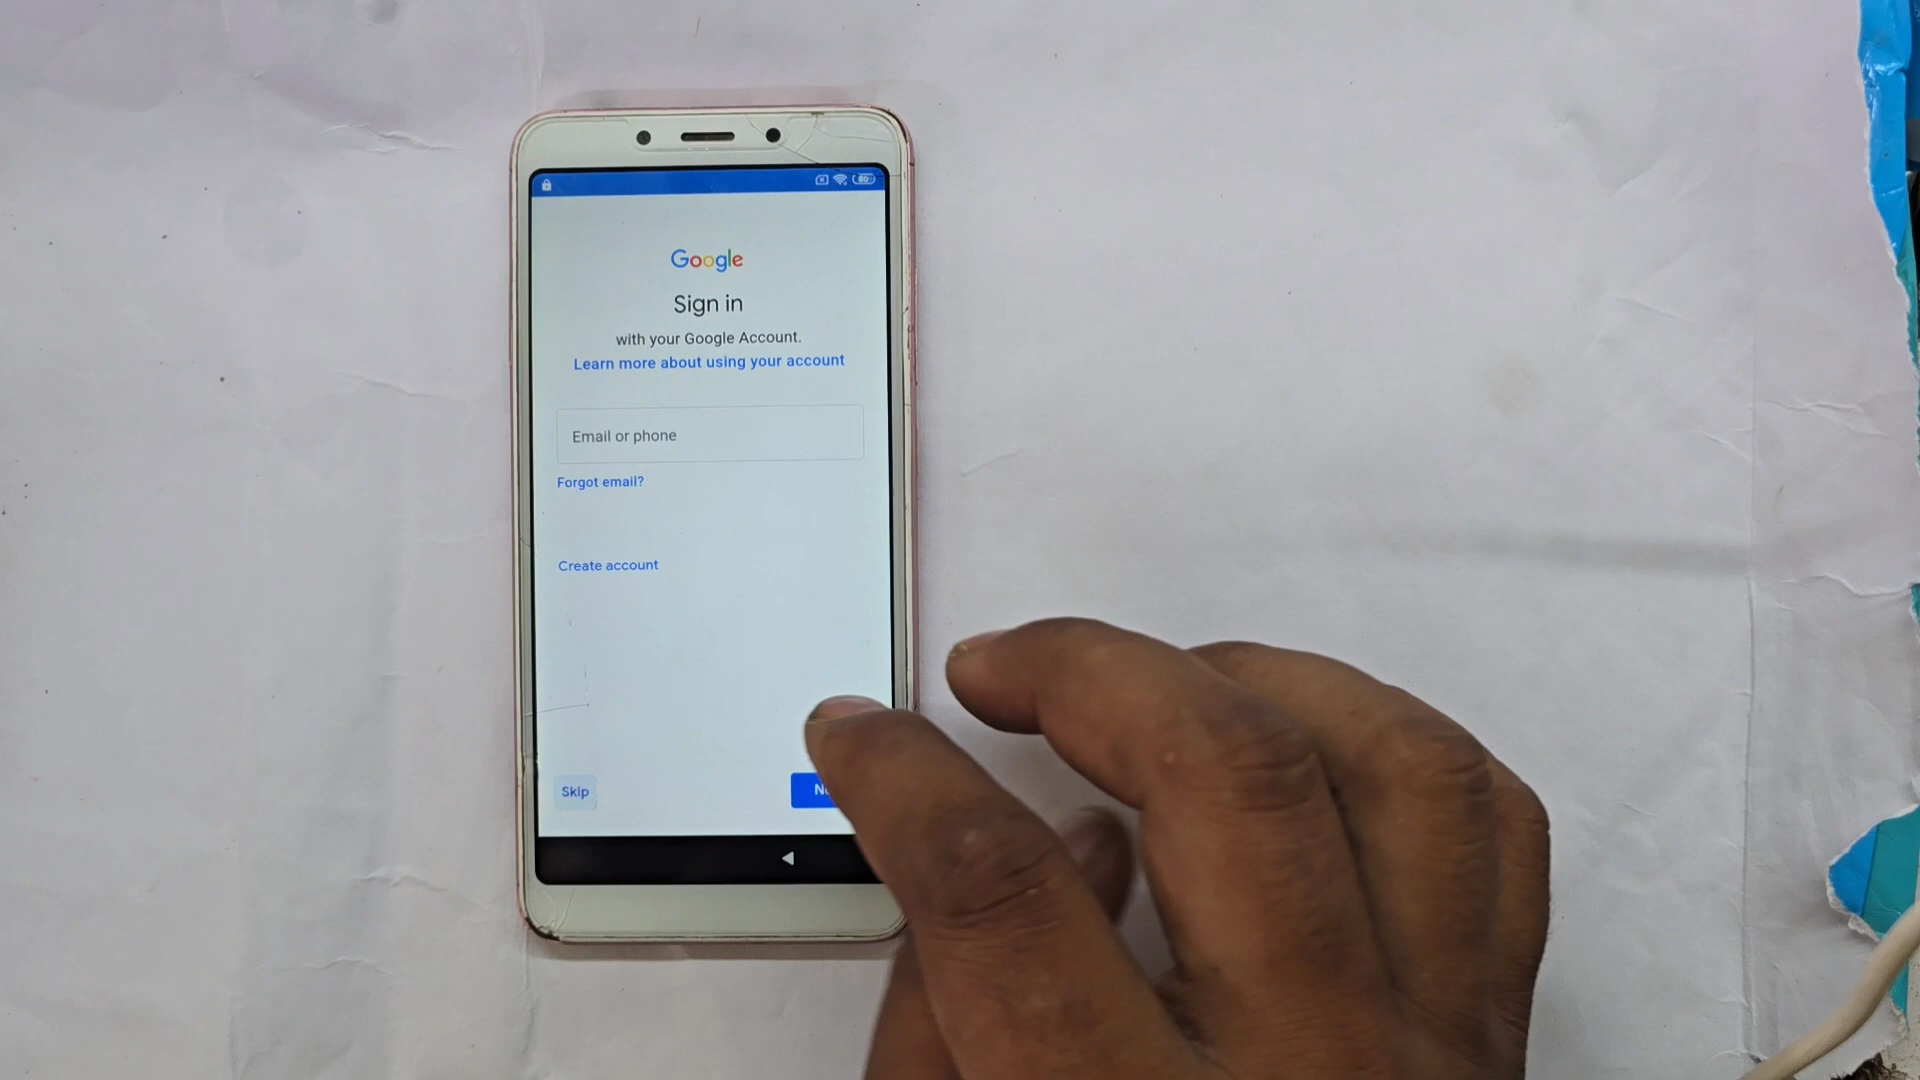 Google
Sign in
with your Google Account.
Learn more about using your account
Email or phone
Forgot email?
Create account
Skip